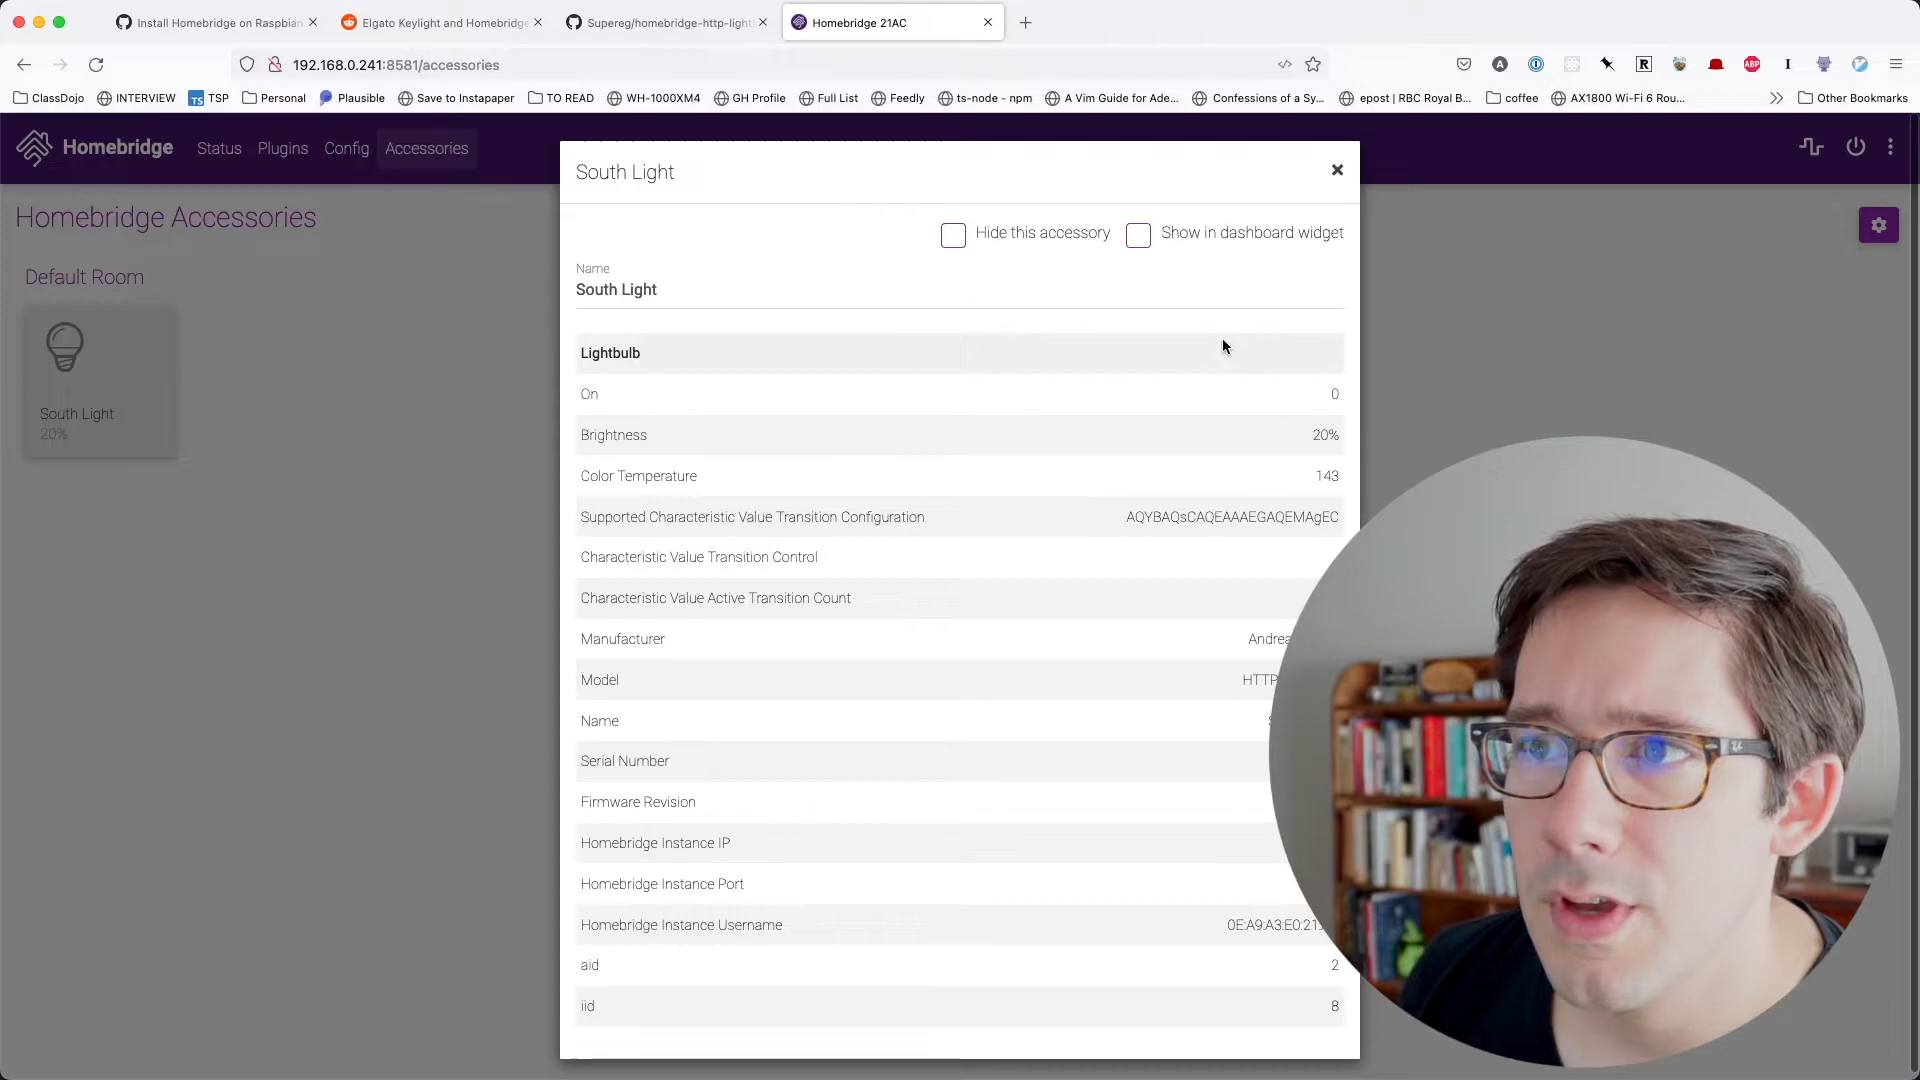 Install Homebridge on Raspbian
Elgato Keylight and Homebridge
Supereg/homebridge-http-light
Homebridge 21AC
192.168.0.241:8581/accessories
ClassDojo
INTERVIEW
TS TSP
Personal
Plausible
Save to Instapaper
TO READ
WH-1000XM4
GH Profile
Full List
Feedly
ts-node - npm
A Vim Guide for Ade...
Confessions of a Sy...
epost | RBC Royal B...
coffee
AX1800 Wi-Fi 6 Rou...
Other Bookmarks
Homebridge
Status
Plugins
Config
Accessories
Homebridge Accessories
Default Room
South Light
20%
South Light
Hide this accessory
Show in dashboard widget
Name
South Light
Lightbulb
On 0
Brightness 20%
Color Temperature 143
Supported Characteristic Value Transition Configuration AQYBAQsCAQEAAAEGAQEMAgEC
Characteristic Value Transition Control
Characteristic Value Active Transition Count
Manufacturer Andrea
Model HTTP
Name
Serial Number
Firmware Revision
Homebridge Instance IP
Homebridge Instance Port
Homebridge Instance Username 0E:A9:A3:E0:21:
aid 2
iid 8